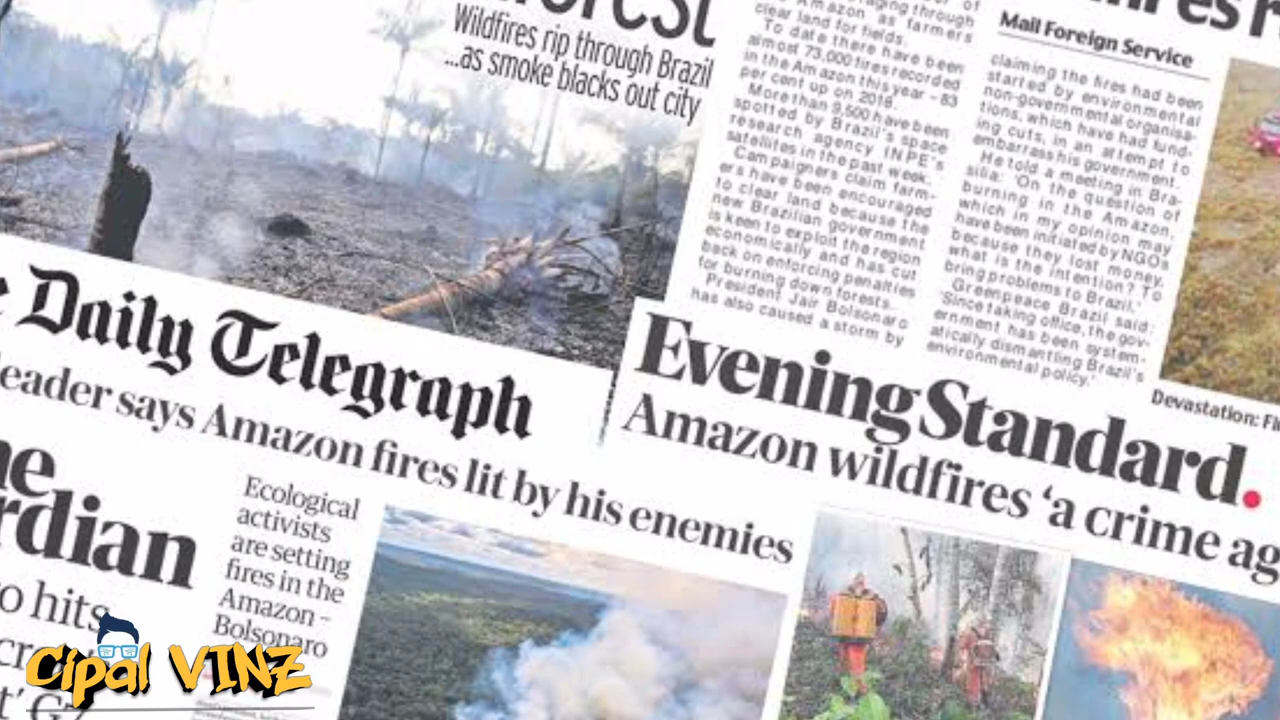 Wildfires rip through Brazil
...as smoke blacks out city
clear land for fields.
To date there have been
almost 73,000 fires recorded
in the Amazon this year – 83
per cent up on 2018.
More than 9,500 have been
spotted by Brazil's space
research agency INPE's
satellites in the past week.
Campaigners claim farm-
ers have been encouraged
to clear land because the
new Brazilian government
is keen to exploit the region
economically and has cut
back on enforcing penalties
for burning down forests.
President Jair Bolsonaro
has also caused a storm by
Mail Foreign Service
claiming the fires had been
started by environmental
non-governmental organisa-
tions, which have had fund-
ing cuts, in an attempt to
embarrass his government.
He told a meeting in Bra-
silia: 'On the question of
burning in the Amazon,
which in my opinion may
have been initiated by NGOs
because they lost money,
what is the intention? To
bring problems to Brazil.'
Greenpeace Brazil said:
'Since taking office, the gov-
ernment has been system-
atically dismantling Brazil's
environmental policy.'
Devastation:
Daily Telegraph
leader says Amazon fires lit by his enemies
Evening Standard.
Amazon wildfires 'a crime
Ecological
activists
are setting
fires in the
Amazon –
Bolsonaro
hits
Cipal VINZ